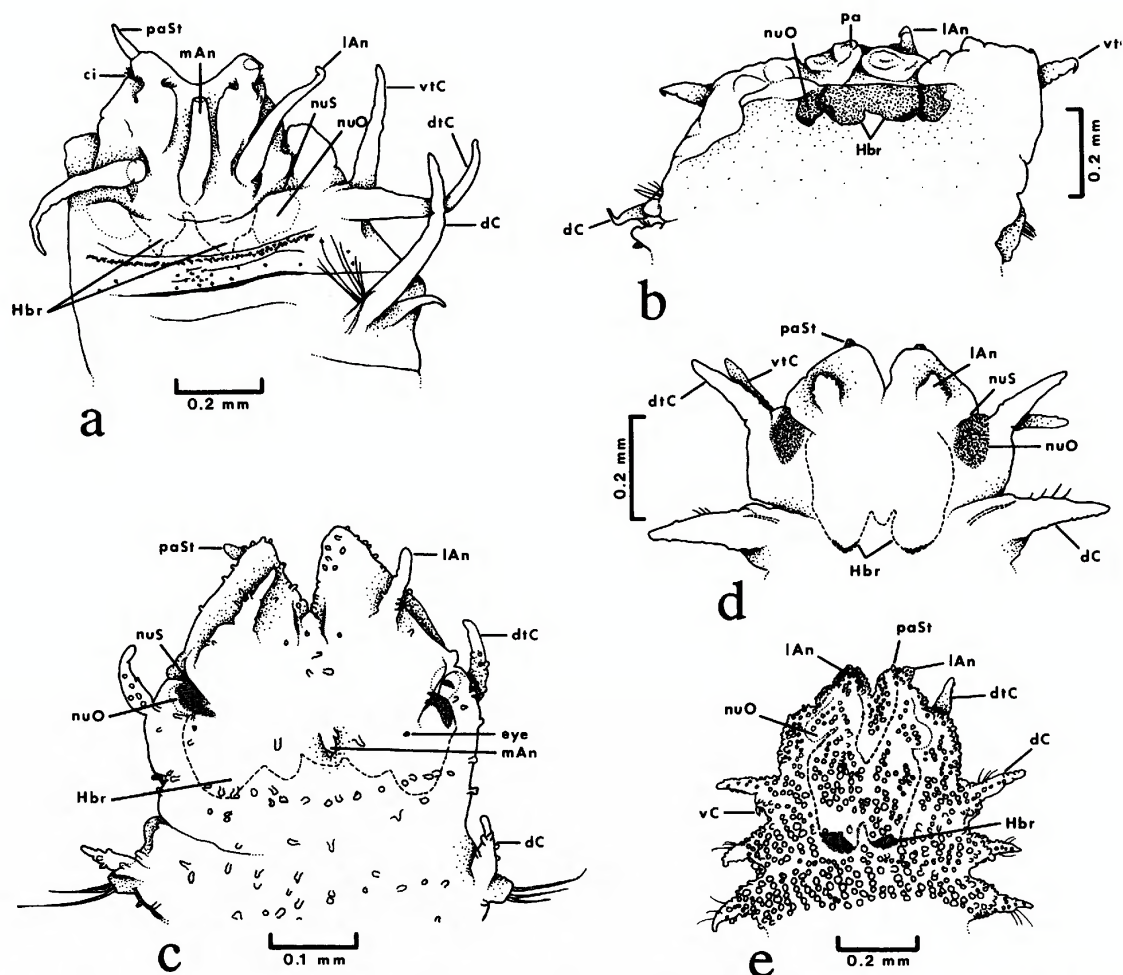 paSt
mAn
lAn
ci
vtC
nuS
nuO
dtC
dC
Hbr
0.2 mm
a
nuO
pa
lAn
vt
Hbr
dC
0.2 mm
b
paSt
lAn
nuS
nuO
dtC
eye
mAn
Hbr
dC
0.1 mm
c
paSt
vtC
lAn
dtC
nuS
nuO
0.2 mm
dC
Hbr
d
paSt
lAn
lAn
dtC
nuO
dC
vC
Hbr
0.2 mm
e